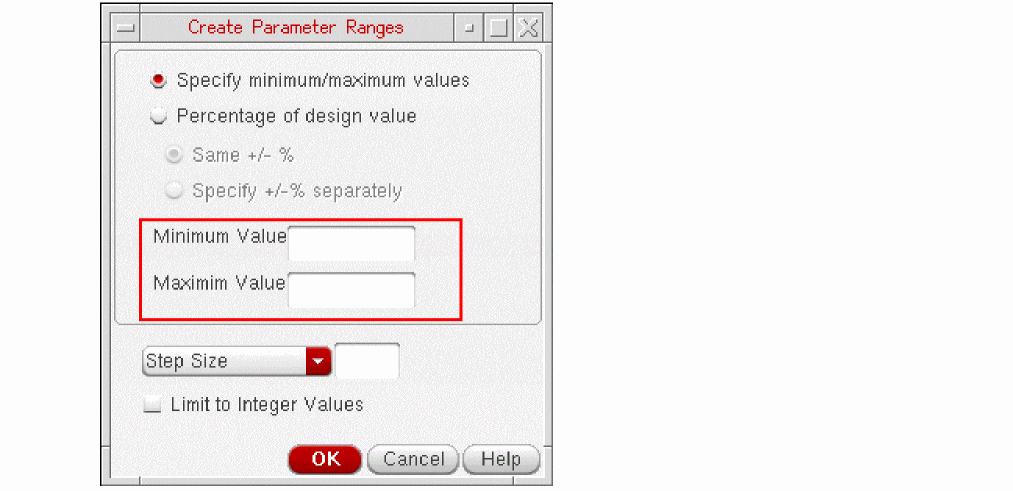 Create Parameter Ranges
Specify minimum/maximum values
Percentage of design value
Same +/- %
Specify +/-% separately
Minimum Value
Maximim Value
Step Size
Limit to Integer Values
OK Cancel Help